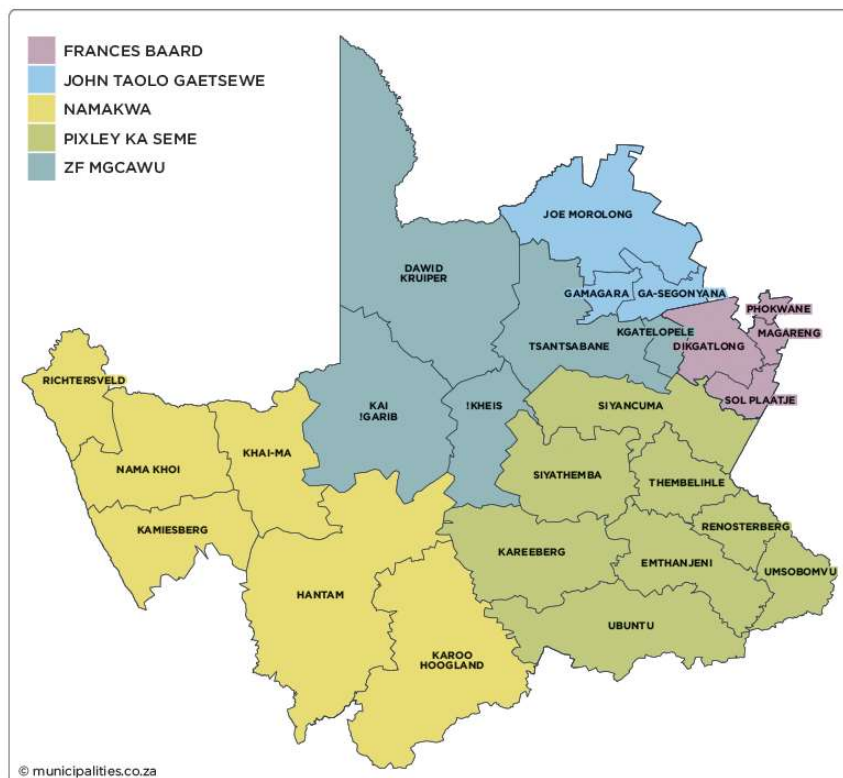 FRANCES BAARD
JOHN TAOLO GAETSEWE
NAMAKWA
PIXLEY KA SEME
ZF MGCAWU
JOE MOROLONG
DAWID
KRUIPER
GAMAGARA
GA-SEGONYANA
PHOKWANE
KGATELOPELE
MAGARENG
TSANTSABANE
DIKGATLONG
RICHTERSVELD
SOL PLAATJE
KAI
!GARIB
!KHEIS
SIYANCUMA
KHAI-MA
NAMA KHOI
SIYATHEMBA
THEMBELIHLE
KAMIESBERG
RENOSTERBERG
KAREEBERG
EMTHANJENI
UMSOBOMVU
HANTAM
UBUNTU
KAROO
HOOGLAND
© municipalities.co.za